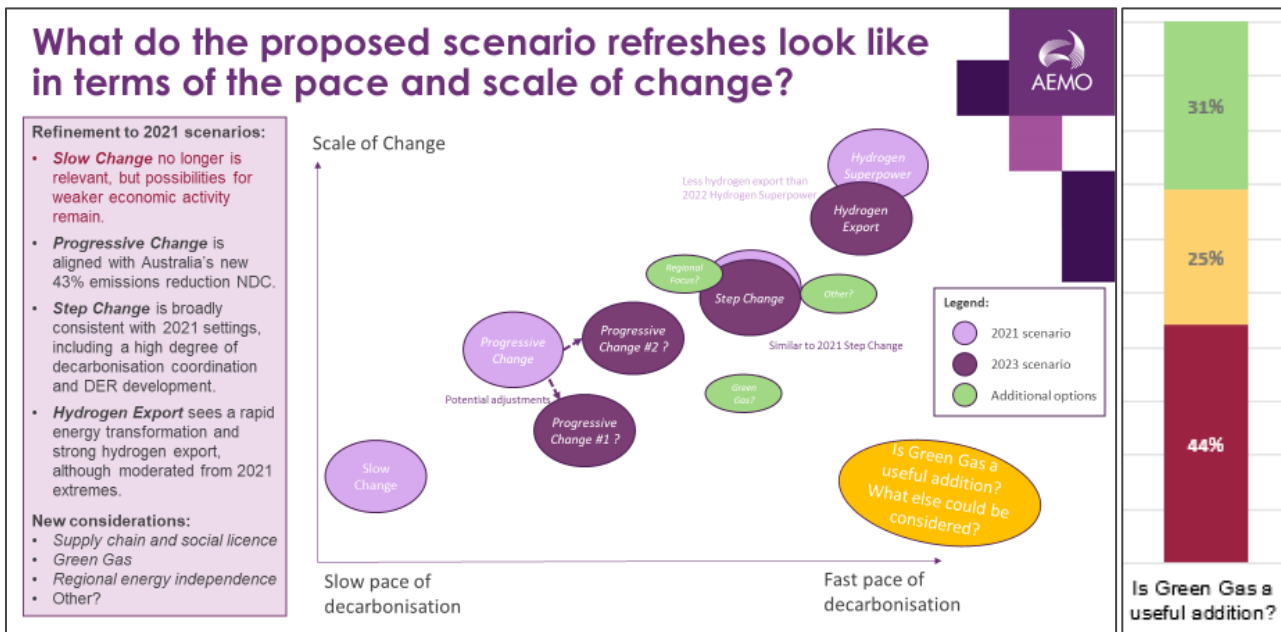 What do the proposed scenario refreshes look like
in terms of the pace and scale of change?
AEMO
Refinement to 2021 scenarios:
• Slow Change no longer is
relevant, but possibilities for
weaker economic activity
remain.
• Progressive Change is
aligned with Australia's new
43% emissions reduction NDC.
• Step Change is broadly
consistent with 2021 settings,
including a high degree of
decarbonisation coordination
and DER development.
• Hydrogen Export sees a rapid
energy transformation and
strong hydrogen export,
although moderated from 2021
extremes.
New considerations:
• Supply chain and social licence
• Green Gas
• Regional energy independence
• Other?
Scale of Change
Hydrogen
Superpower
Less hydrogen export than
2022 Hydrogen Superpower
Hydrogen
Export
Regional
Focus?
Step Change
Other?
Similar to 2021 Step Change
Progressive
Change
Progressive
Change #2 ?
Potential adjustments
Progressive
Change #1 ?
Green
Gas?
Slow
Change
Legend:
2021 scenario
2023 scenario
Additional options
Is Green Gas a
useful addition?
What else could be
considered?
Slow pace of
decarbonisation
Fast pace of
decarbonisation
31%
25%
44%
Is Green Gas a
useful addition?